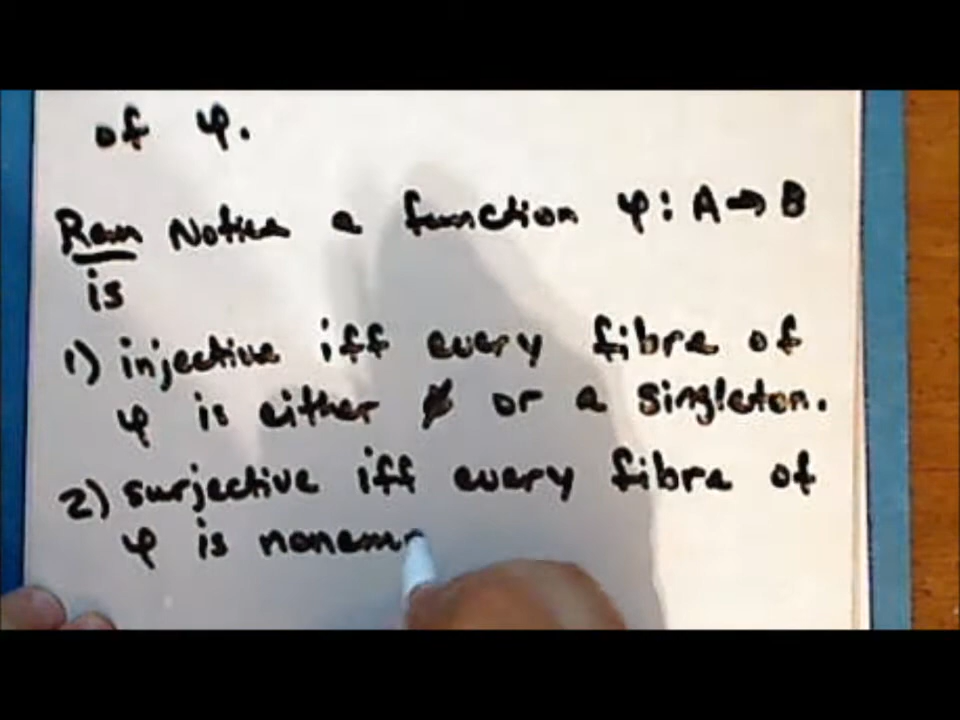 of φ.
Rem Notice a function φ: A→B
is
1) injective iff every fibre of
φ is either ∅ or a singleton.
2) surjective iff every fibre of
φ is nonem